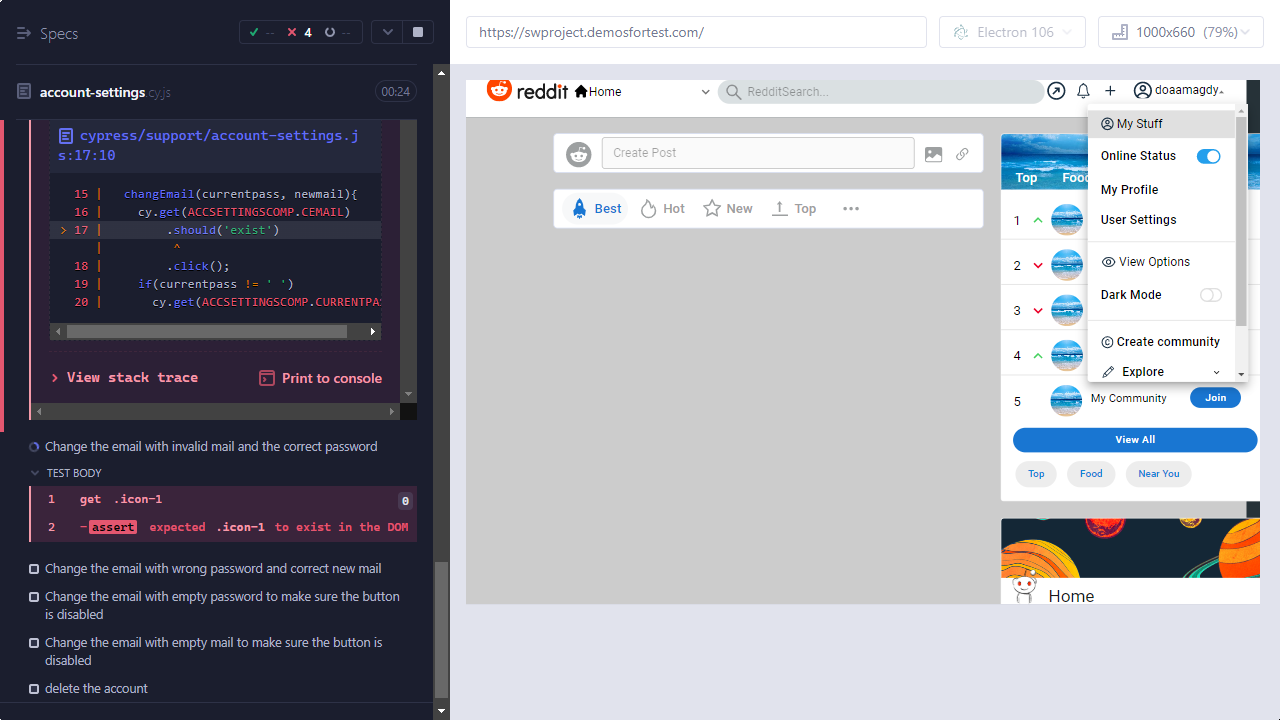 Specs
-- 4 --
account-settings.cy.js
00:24
cypress/support/account-settings.j
s:17:10
15 | changEmail(currentpass, newmail){
16 | cy.get(ACCSETTINGSCOMP.CEMAIL)
> 17 | .should('exist')
| ^
18 | .click();
19 | if(currentpass != ' ')
20 | cy.get(ACCSETTINGSCOMP.CURRENTPAS
> View stack trace
Print to console
Change the email with invalid mail and the correct password
TEST BODY
1 get .icon-1 0
2 -assert expected .icon-1 to exist in the DOM
Change the email with wrong password and correct new mail
Change the email with empty password to make sure the button
is disabled
Change the email with empty mail to make sure the button is
disabled
delete the account
https://swproject.demosfortest.com/
Electron 106
1000x660 (79%)
reddit
Home
RedditSearch...
doaamagdy
Create Post
Best
Hot
New
Top
•••
Top
Food
1
2
3
4
5
My Community
Join
View All
Top
Food
Near You
Home
My Stuff
Online Status
My Profile
User Settings
View Options
Dark Mode
Create community
Explore